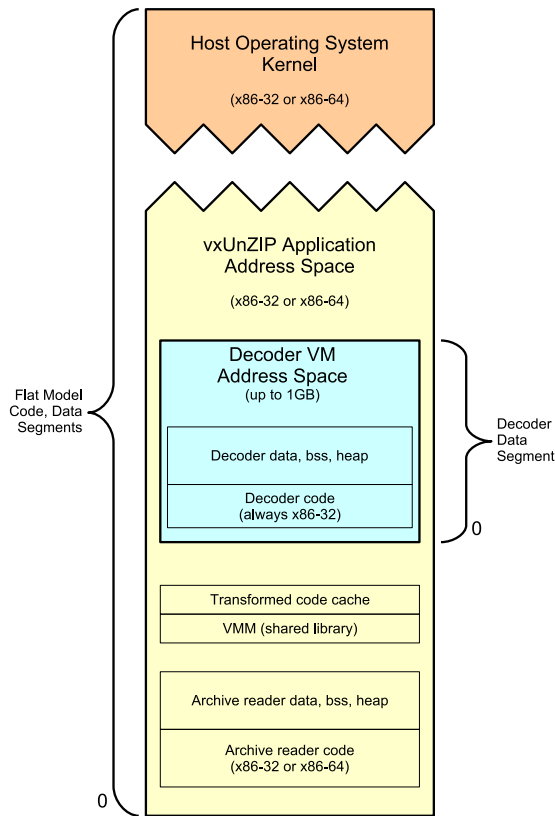 Host Operating System
Kernel
(x86-32 or x86-64)
vxUnZIP Application
Address Space
(x86-32 or x86-64)
Decoder VM
Address Space
(up to 1GB)
Decoder data, bss, heap
Decoder code
(always x86-32)
Flat Model
Code, Data
Segments
Decoder
Data
Segment
0
Transformed code cache
VMM (shared library)
Archive reader data, bss, heap
Archive reader code
(x86-32 or x86-64)
0